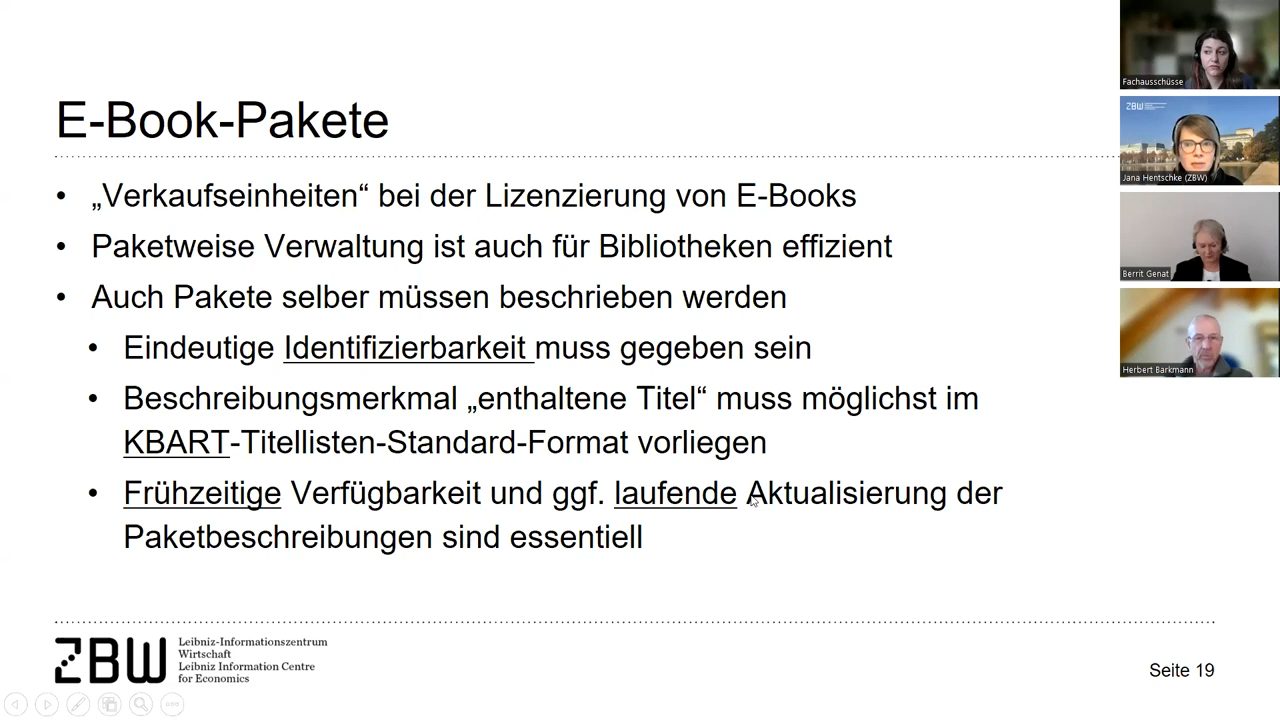 E-Book-Pakete
• „Verkaufseinheiten“ bei der Lizenzierung von E-Books
• Paketweise Verwaltung ist auch für Bibliotheken effizient
• Auch Pakete selber müssen beschrieben werden
• Eindeutige Identifizierbarkeit muss gegeben sein
• Beschreibungsmerkmal „enthaltene Titel“ muss möglichst im
KBART-Titellisten-Standard-Format vorliegen
• Frühzeitige Verfügbarkeit und ggf. laufende Aktualisierung der
Paketbeschreibungen sind essentiell
ZBW
Leibniz-Informationszentrum
Wirtschaft
Leibniz Information Centre
for Economics
Seite 19
Fachausschüsse
ZBW
Jana Hentschke (ZBW)
Berrit Genat
Herbert Barkmann